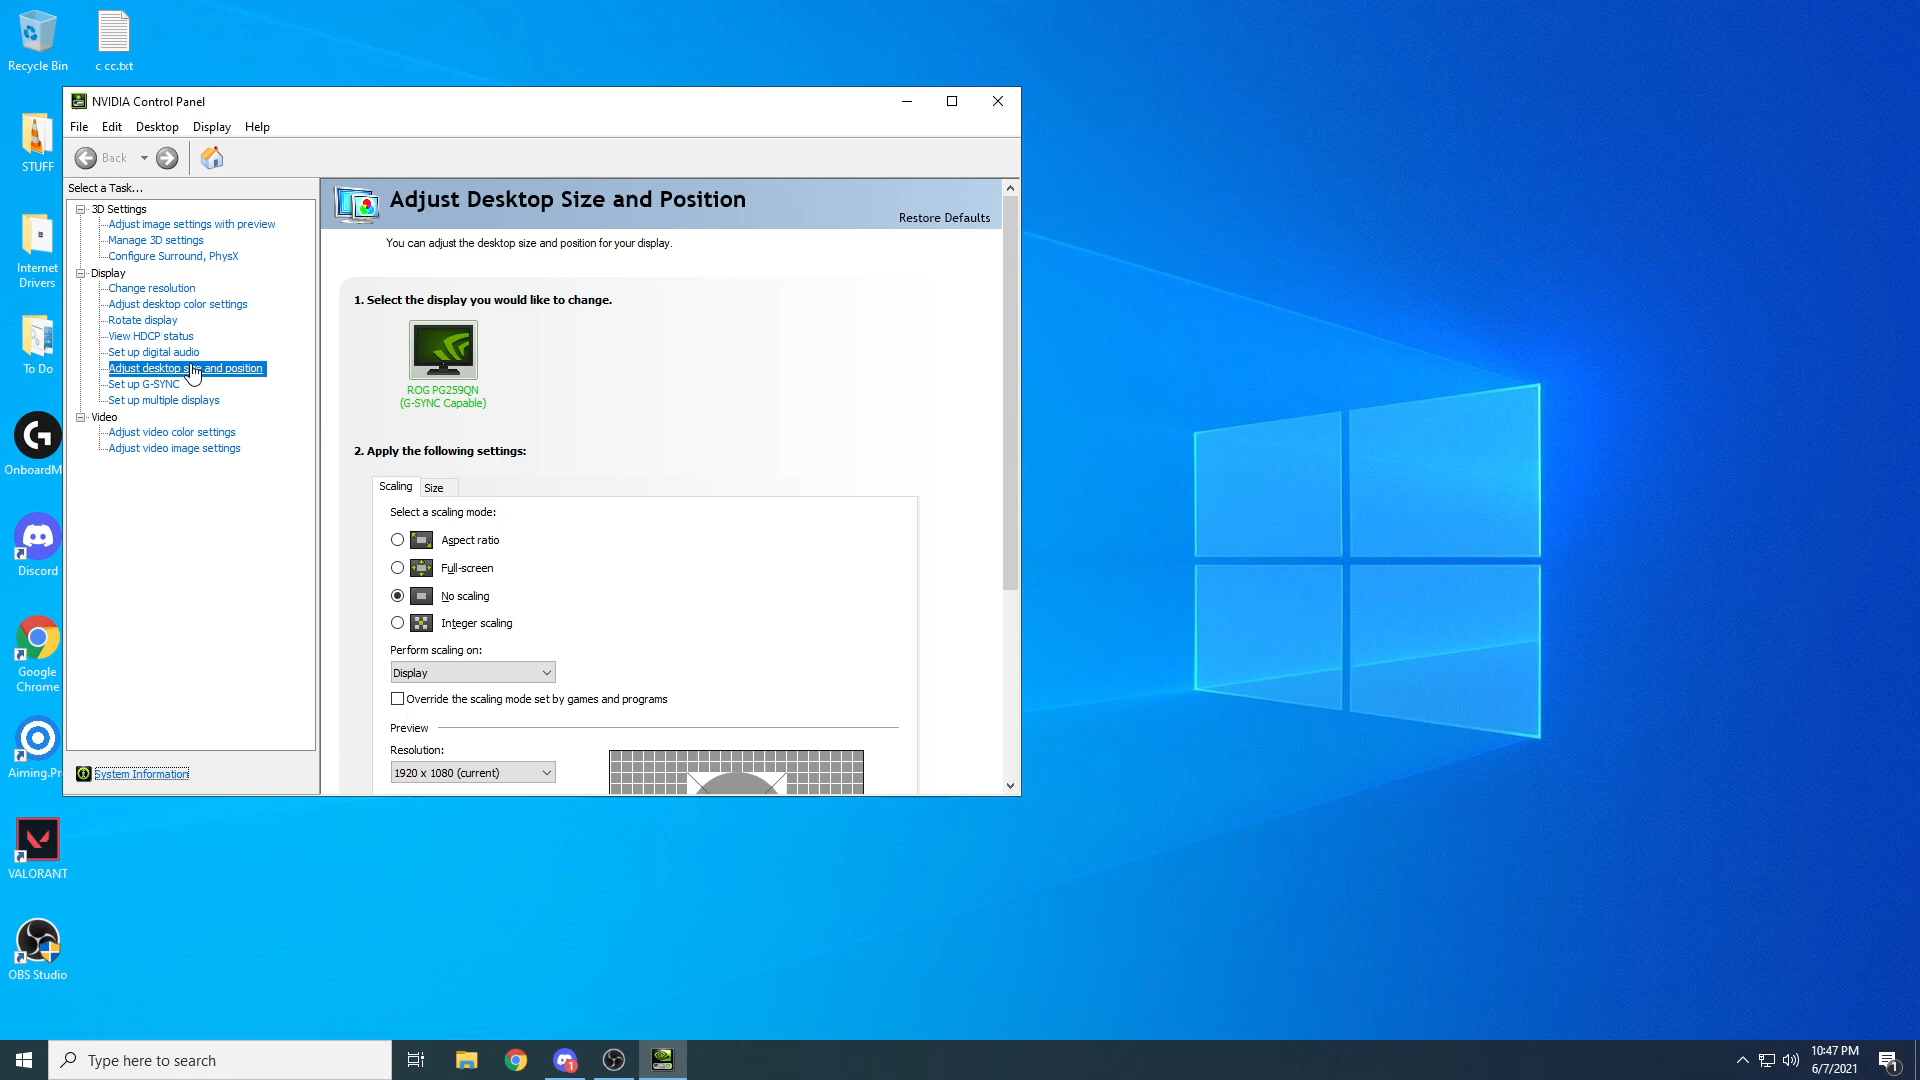 Recycle Bin
c cc.txt
STUFF
Internet
Drivers
To Do
OnboardM
Discord
Google
Chrome
Aiming.Pr
VALORANT
OBS Studio
NVIDIA Control Panel
File Edit Desktop Display Help
Back
Select a Task...
3D Settings
Adjust image settings with preview
Manage 3D settings
Configure Surround, PhysX
Display
Change resolution
Adjust desktop color settings
Rotate display
View HDCP status
Set up digital audio
Adjust desktop size and position
Set up G-SYNC
Set up multiple displays
Video
Adjust video color settings
Adjust video image settings
System Information
Adjust Desktop Size and Position
Restore Defaults
You can adjust the desktop size and position for your display.
1. Select the display you would like to change.
ROG PG259QN
(G-SYNC Capable)
2. Apply the following settings:
Scaling Size
Select a scaling mode:
Aspect ratio
Full-screen
No scaling
Integer scaling
Perform scaling on:
Display
Override the scaling mode set by games and programs
Preview
Resolution:
1920 x 1080 (current)
Type here to search
1
10:47 PM
6/7/2021
1